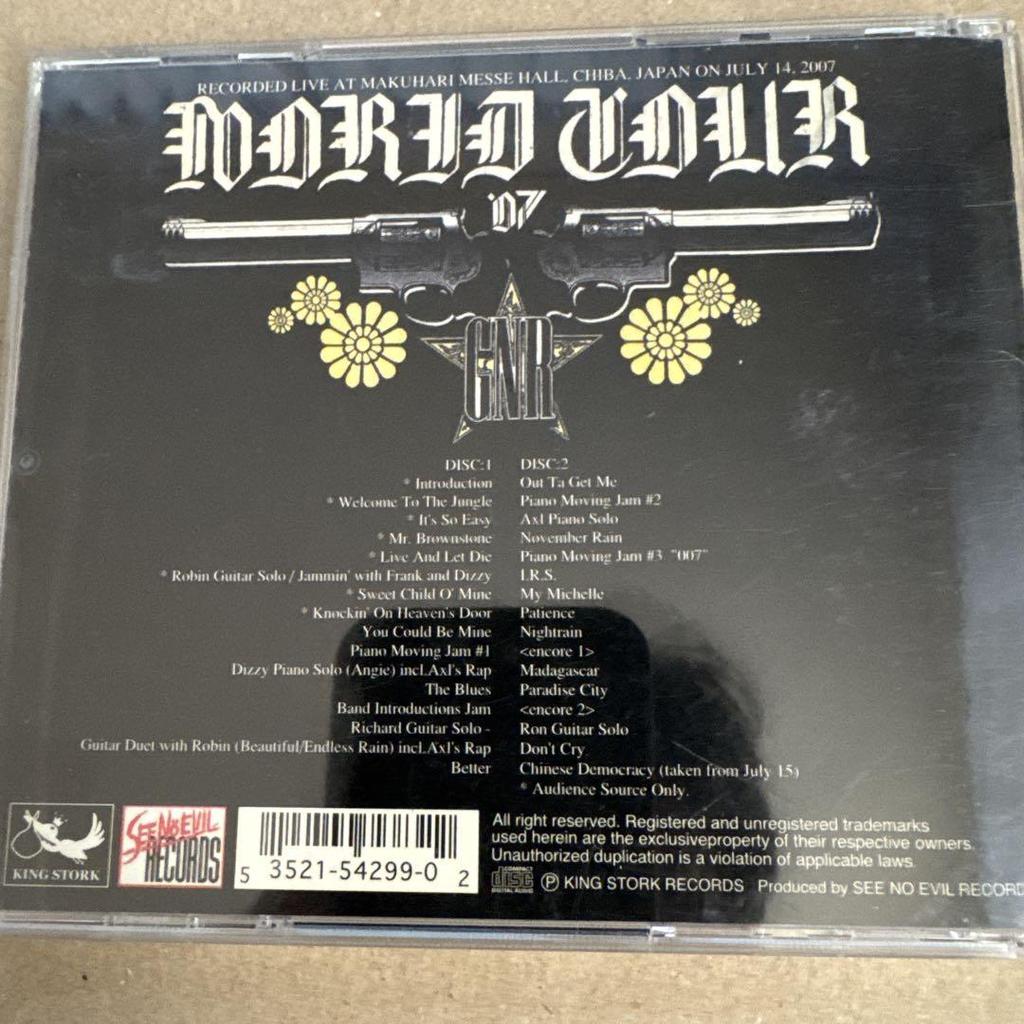 RECORDED LIVE AT MAKUHARI MESSE HALL, CHIBA, JAPAN ON JULY 14, 2007
WORLD TOUR
'07
GNR
DISC:1
* Introduction
* Welcome To The Jungle
* It's So Easy
* Mr. Brownstone
* Live And Let Die
* Robin Guitar Solo / Jammin' with Frank and Dizzy
* Sweet Child O' Mine
* Knockin' On Heaven's Door
You Could Be Mine
Piano Moving Jam #1
Dizzy Piano Solo (Angie) incl.Axl's Rap
The Blues
Band Introductions Jam
Richard Guitar Solo -
Guitar Duet with Robin (Beautiful/Endless Rain) incl.Axl's Rap
Better
DISC:2
Out Ta Get Me
Piano Moving Jam #2
Axl Piano Solo
November Rain
Piano Moving Jam #3 "007"
I.R.S.
My Michelle
Patience
Nightrain
<encore 1>
Madagascar
Paradise City
<encore 2>
Ron Guitar Solo
Don't Cry
Chinese Democracy (taken from July 15)
* Audience Source Only.
KING STORK
SEE NO EVIL
RECORDS
5 3521-54299-0 2
All right reserved. Registered and unregistered trademarks
used herein are the exclusiveproperty of their respective owners.
Unauthorized duplication is a violation of applicable laws.
COMPACT
disc
DIGITAL AUDIO
Ⓟ KING STORK RECORDS Produced by SEE NO EVIL RECORD